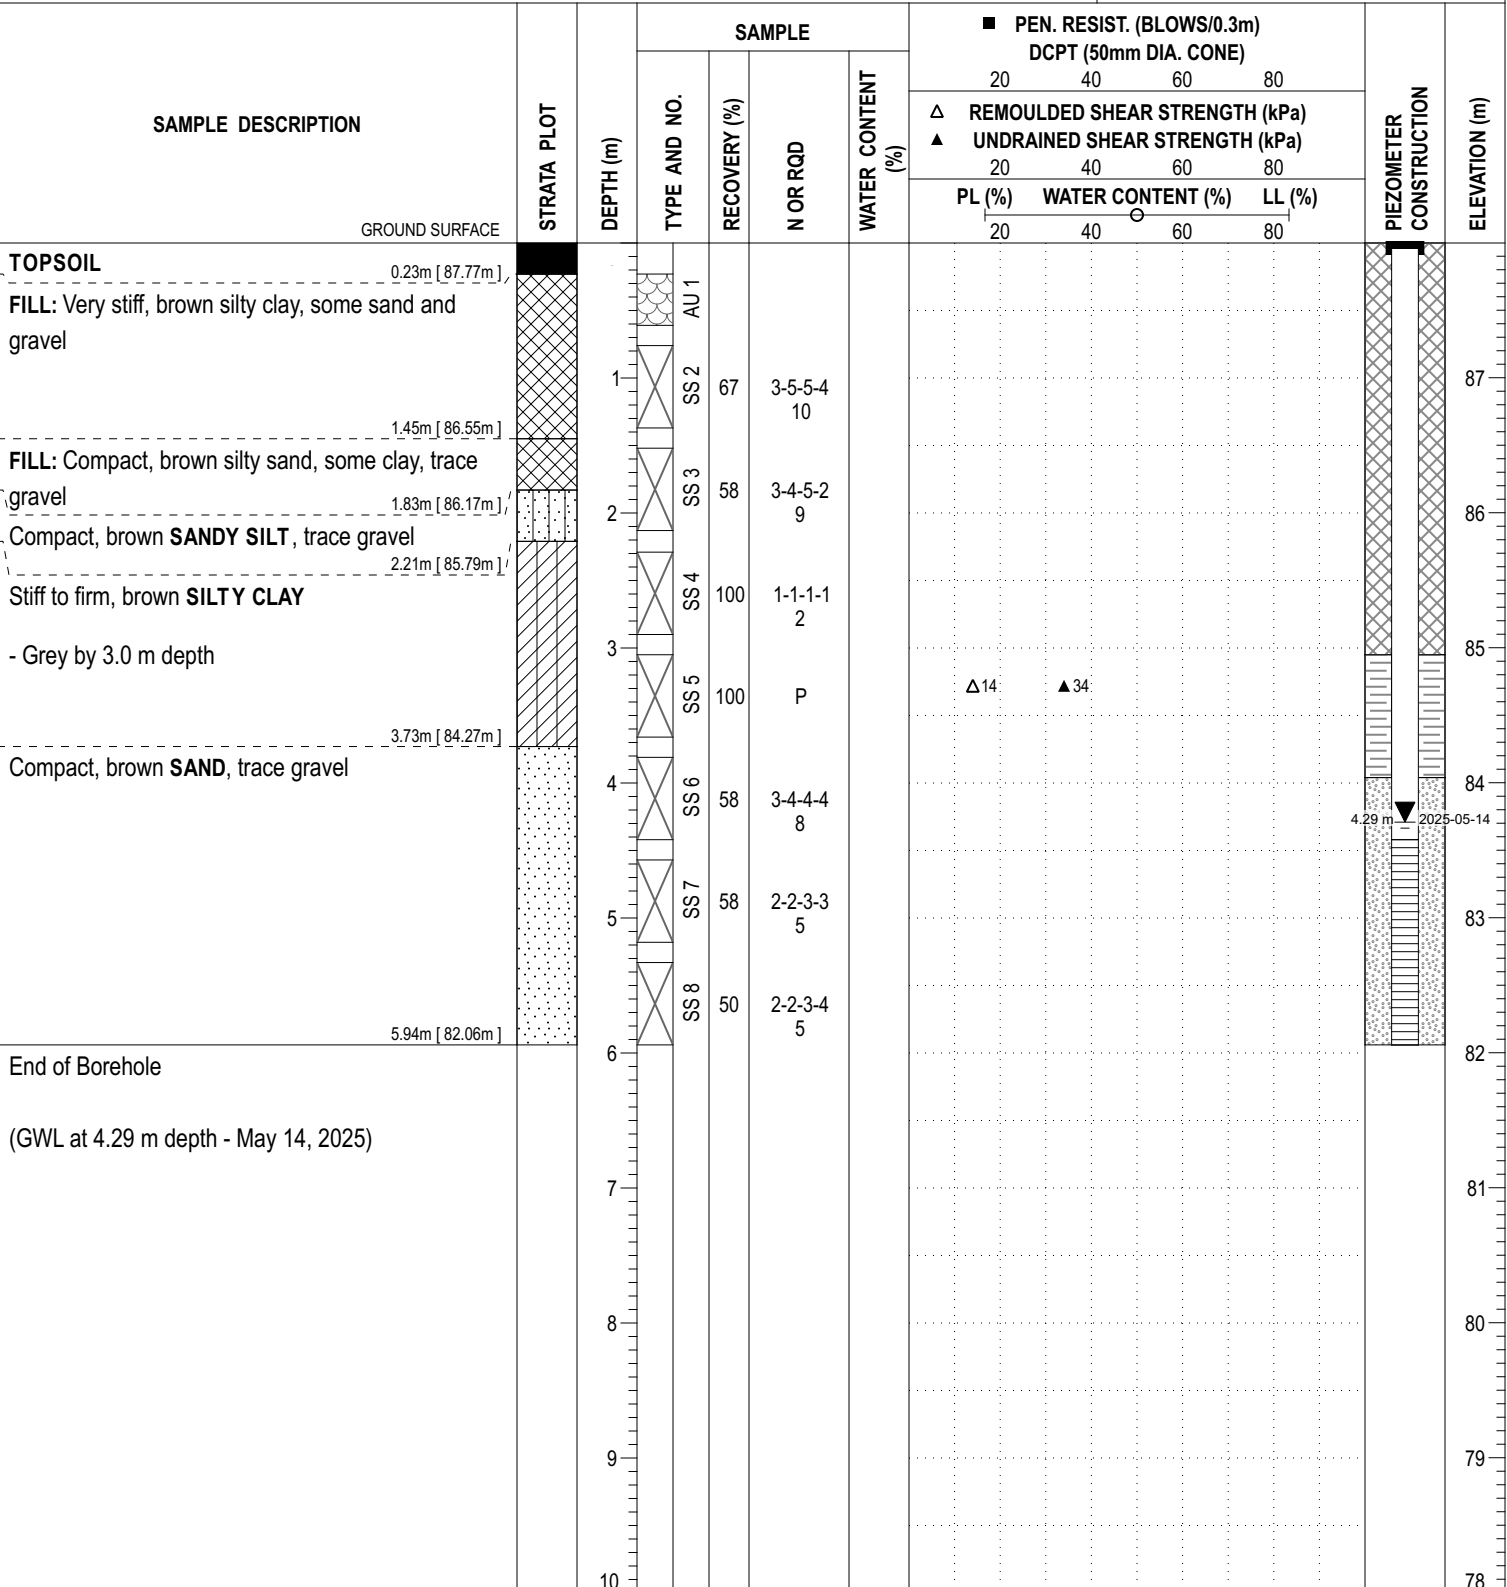 SAMPLE DESCRIPTION
GROUND SURFACE
STRATA PLOT
DEPTH (m)
SAMPLE
TYPE AND NO.
RECOVERY (%)
N OR RQD
WATER CONTENT
(%)
■ PEN. RESIST. (BLOWS/0.3m)
DCPT (50mm DIA. CONE)
20 40 60 80
△ REMOULDED SHEAR STRENGTH (kPa)
▲ UNDRAINED SHEAR STRENGTH (kPa)
20 40 60 80
PL (%) WATER CONTENT (%) LL (%)
20 40 60 80
PIEZOMETER
CONSTRUCTION
ELEVATION (m)
TOPSOIL
0.23m [ 87.77m ]
FILL: Very stiff, brown silty clay, some sand and
gravel
1.45m [ 86.55m ]
FILL: Compact, brown silty sand, some clay, trace
gravel
1.83m [ 86.17m ]
Compact, brown SANDY SILT, trace gravel
2.21m [ 85.79m ]
Stiff to firm, brown SILTY CLAY
- Grey by 3.0 m depth
3.73m [ 84.27m ]
Compact, brown SAND, trace gravel
5.94m [ 82.06m ]
End of Borehole
(GWL at 4.29 m depth - May 14, 2025)
1
2
3
4
5
6
7
8
9
10
AU 1
SS 2 67 3-5-5-4
10
SS 3 58 3-4-5-2
9
SS 4 100 1-1-1-1
2
SS 5 100 P
SS 6 58 3-4-4-4
8
SS 7 58 2-2-3-3
5
SS 8 50 2-2-3-4
5
△14 ▲34
4.29 m 2025-05-14
87
86
85
84
83
82
81
80
79
78